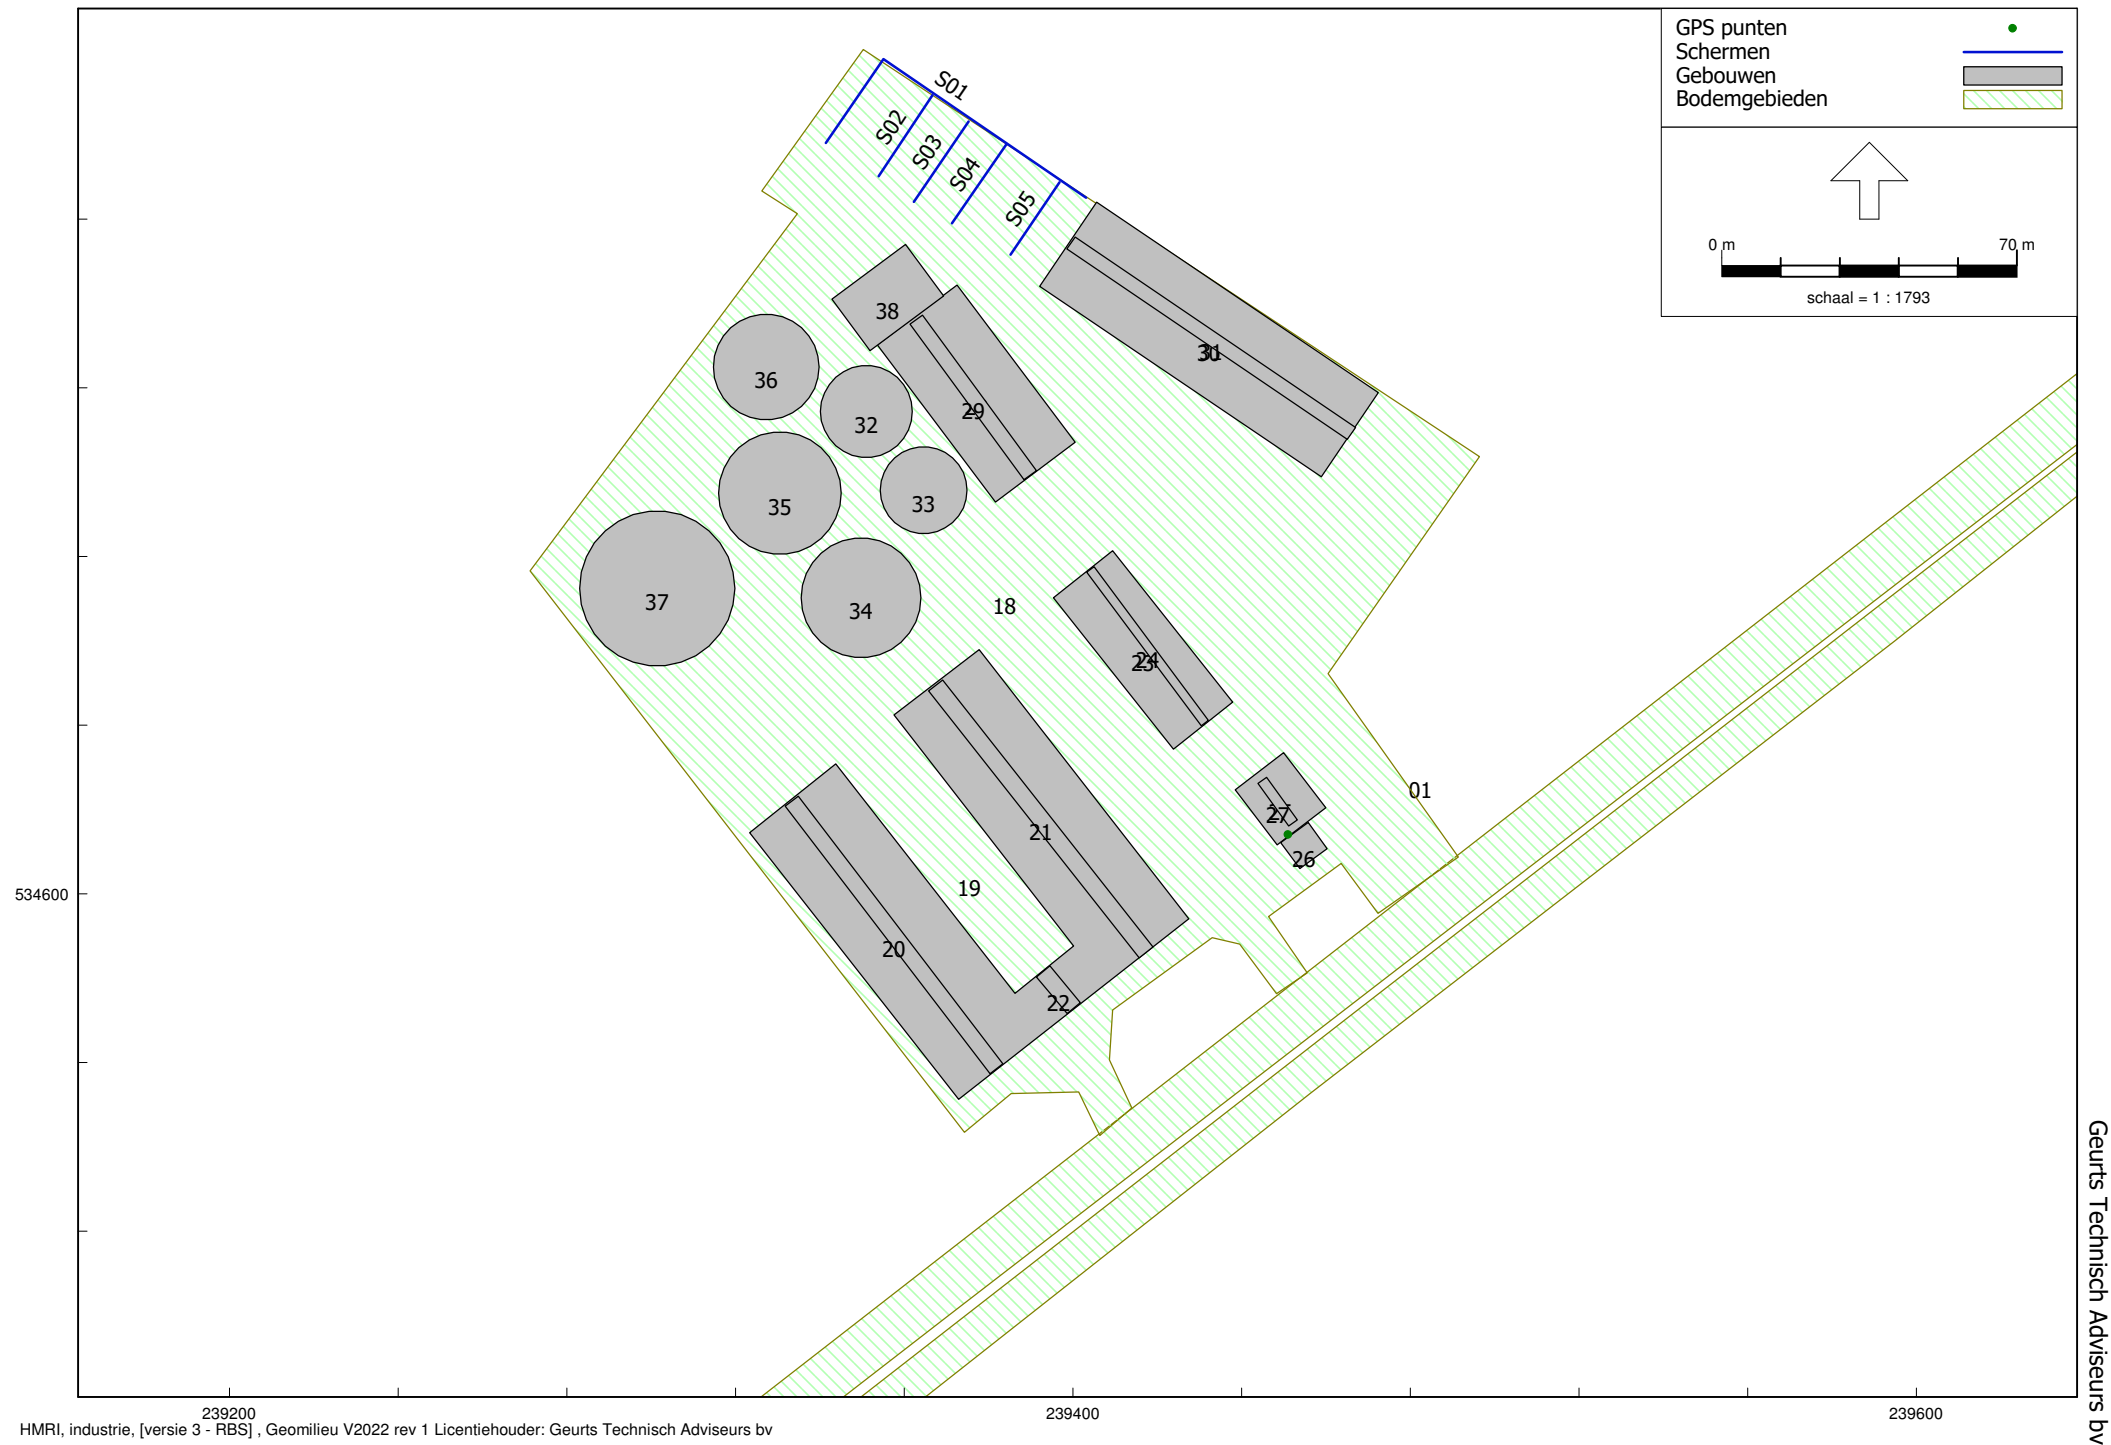 GPS punten
Schermen
Gebouwen
Bodemgebieden
0 m
70 m
schaal = 1 : 1793
S01
S02
S03
S04
S05
38
36
32
29
31
30
35
33
37
34
18
24
23
01
27
21
26
19
20
22
534600
239200
239400
239600
HMRI, industrie, [versie 3 - RBS] , Geomilieu V2022 rev 1 Licentiehouder: Geurts Technisch Adviseurs bv
Geurts Technisch Adviseurs bv